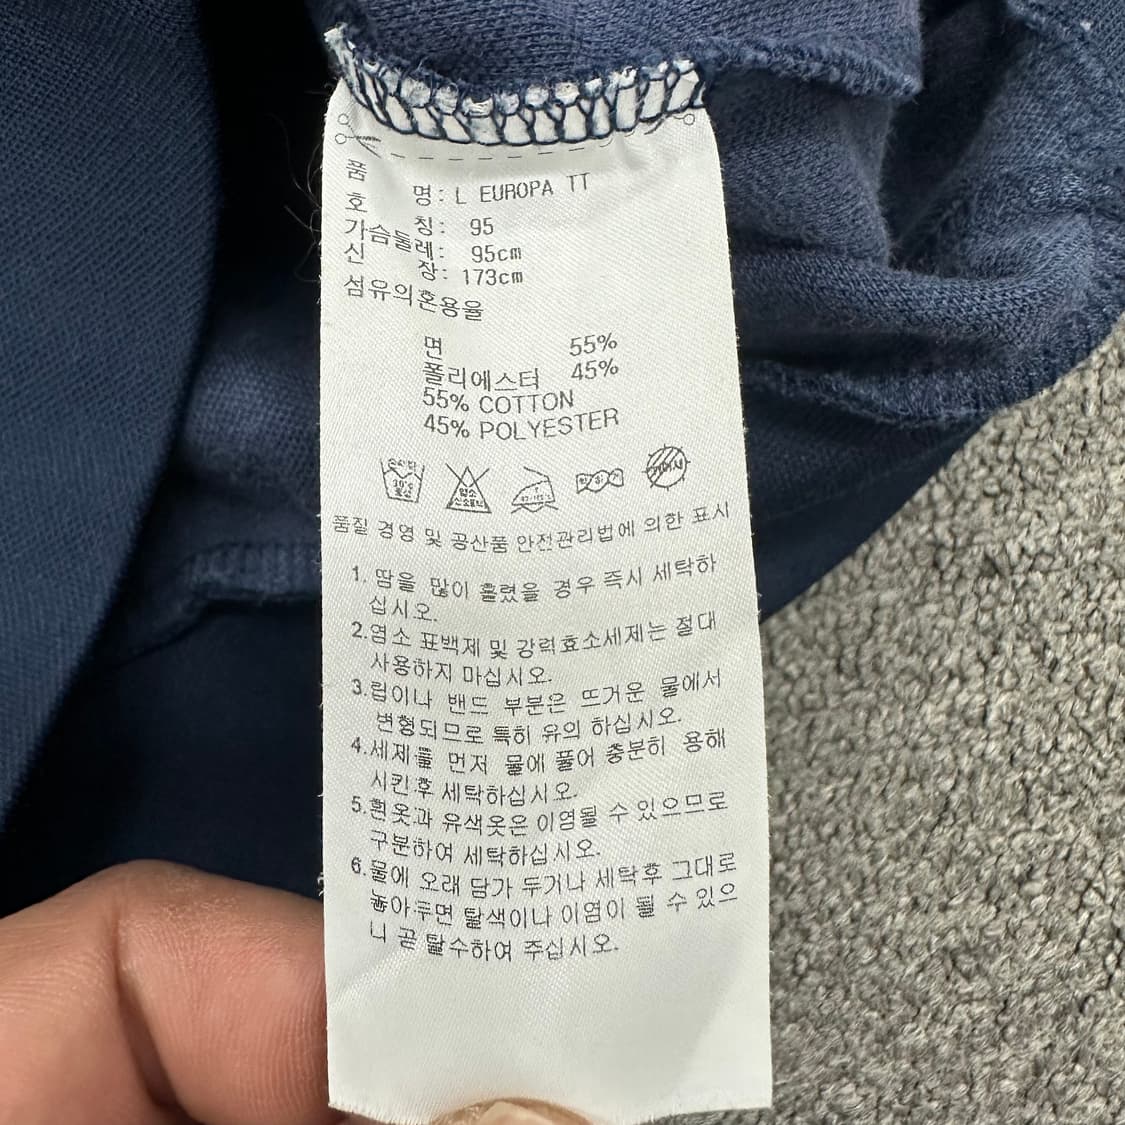 품 명: L EUROPA TT
호 칭: 95
가슴둘레: 95cm
신 장: 173cm
섬유의혼용율
면 55%
폴리에스터 45%
55% COTTON
45% POLYESTER
손세탁 30℃ 중성 염소
품질 경영 및 공산품 안전관리법에 의한 표시
1. 땀을 많이 흘렸을 경우 즉시 세탁하
십시오.
2.염소 표백제 및 강력효소세제는 절대
사용하지 마십시오.
3.립이나 밴드 부분은 뜨거운 물에서
변형되므로 특히 유의 하십시오.
4.세제를 먼저 물에 풀어 충분히 용해
시킨후 세탁하십시오.
5.흰옷과 유색옷은 이염될 수 있으므로
구분하여 세탁하십시오.
6.물에 오래 담가 두거나 세탁후 그대로
놓아두면 탈색이나 이염이 될 수 있으
니 곧 탈수하여 주십시오.